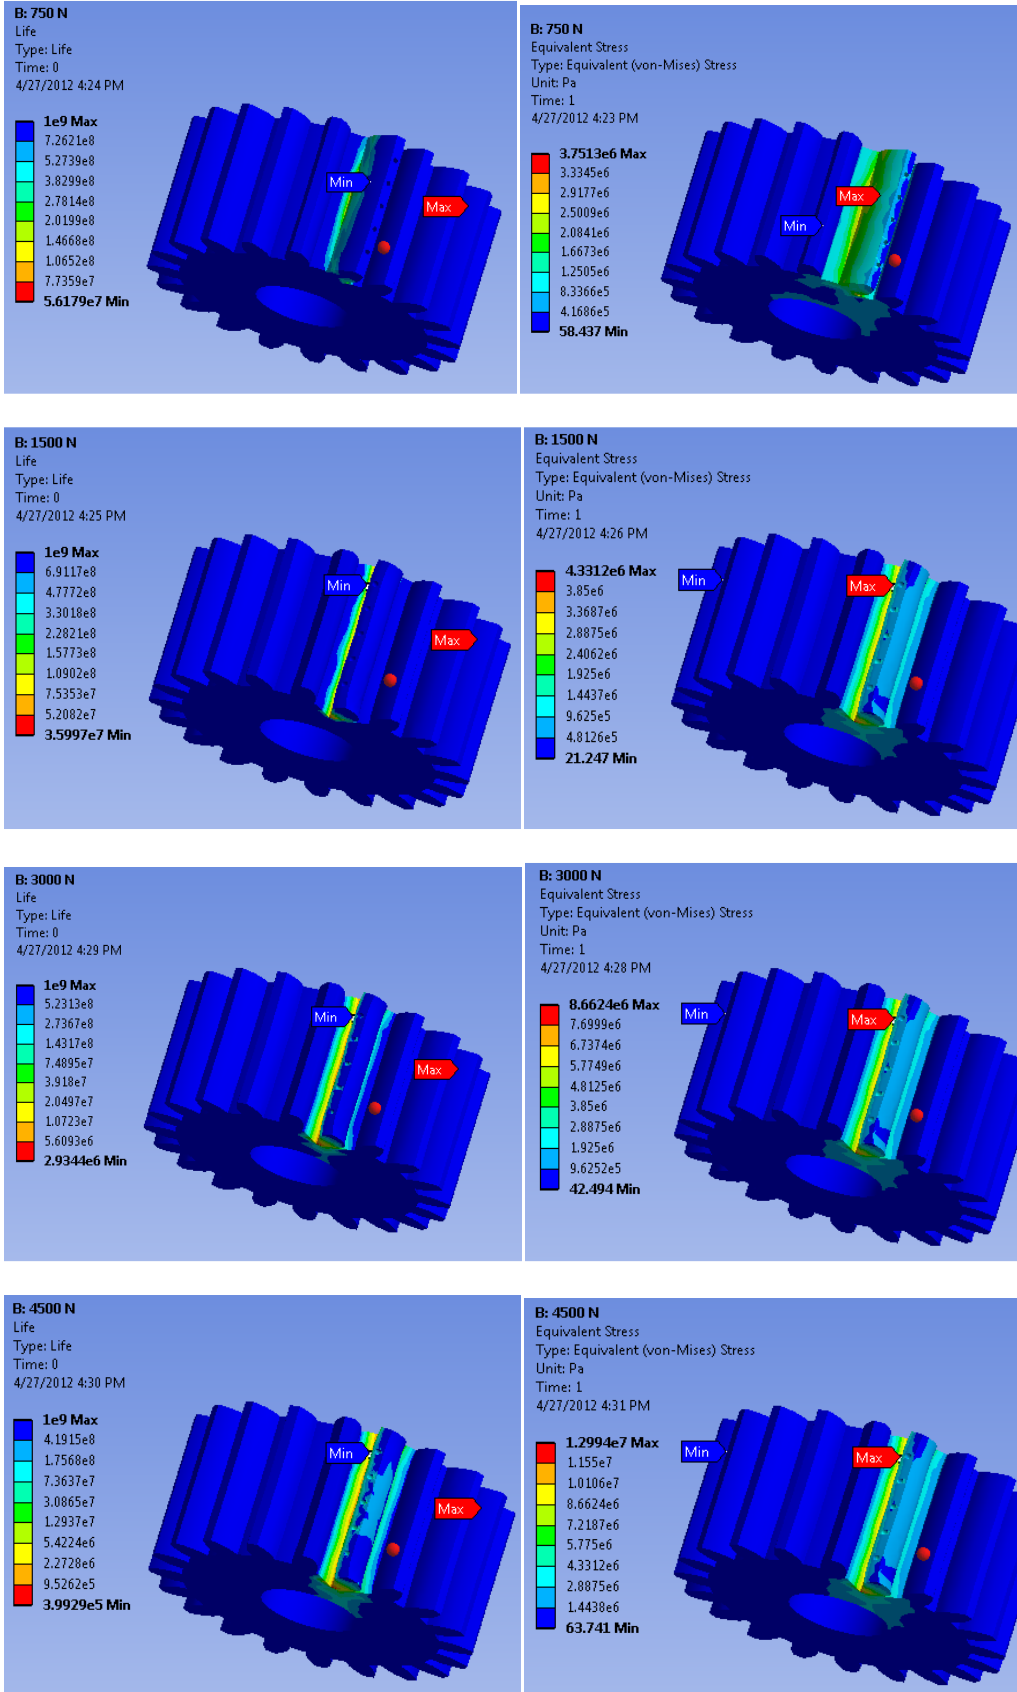 B: 750 N
Life
Type: Life
Time: 0
4/27/2012 4:24 PM
1e9 Max
7.2621e8
5.2739e8
3.8299e8
2.7814e8
2.0199e8
1.4668e8
1.0652e8
7.7359e7
5.6179e7 Min
Min
Max
B: 750 N
Equivalent Stress
Type: Equivalent (von-Mises) Stress
Unit: Pa
Time: 1
4/27/2012 4:23 PM
3.7513e6 Max
3.3345e6
2.9177e6
2.5009e6
2.0841e6
1.6673e6
1.2505e6
8.3366e5
4.1686e5
58.437 Min
Max
Min
B: 1500 N
Life
Type: Life
Time: 0
4/27/2012 4:25 PM
1e9 Max
6.9117e8
4.7772e8
3.3018e8
2.2821e8
1.5773e8
1.0902e8
7.5353e7
5.2082e7
3.5997e7 Min
Min
Max
B: 1500 N
Equivalent Stress
Type: Equivalent (von-Mises) Stress
Unit: Pa
Time: 1
4/27/2012 4:26 PM
4.3312e6 Max
3.85e6
3.3687e6
2.8875e6
2.4062e6
1.925e6
1.4437e6
9.625e5
4.8126e5
21.247 Min
Min
Max
B: 3000 N
Life
Type: Life
Time: 0
4/27/2012 4:29 PM
1e9 Max
5.2313e8
2.7367e8
1.4317e8
7.4895e7
3.918e7
2.0497e7
1.0723e7
5.6093e6
2.9344e6 Min
Min
Max
B: 3000 N
Equivalent Stress
Type: Equivalent (von-Mises) Stress
Unit: Pa
Time: 1
4/27/2012 4:28 PM
8.6624e6 Max
7.6999e6
6.7374e6
5.7749e6
4.8125e6
3.85e6
2.8875e6
1.925e6
9.6252e5
42.494 Min
Min
Max
B: 4500 N
Life
Type: Life
Time: 0
4/27/2012 4:30 PM
1e9 Max
4.1915e8
1.7568e8
7.3637e7
3.0865e7
1.2937e7
5.4224e6
2.2728e6
9.5262e5
3.9929e5 Min
Min
Max
B: 4500 N
Equivalent Stress
Type: Equivalent (von-Mises) Stress
Unit: Pa
Time: 1
4/27/2012 4:31 PM
1.2994e7 Max
1.155e7
1.0106e7
8.6624e6
7.2187e6
5.775e6
4.3312e6
2.8875e6
1.4438e6
63.741 Min
Min
Max